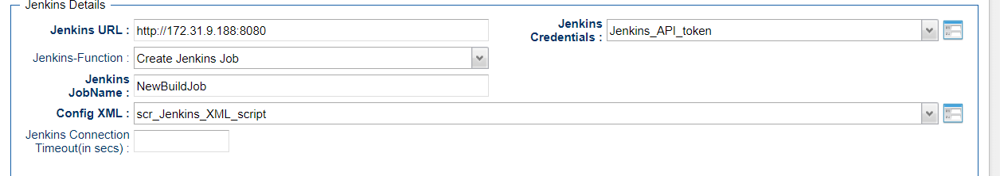 Jenkins Details
Jenkins URL : http://172.31.9.188:8080
Jenkins Credentials : Jenkins_API_token
Jenkins-Function : Create Jenkins Job
Jenkins JobName : NewBuildJob
Config XML : scr_Jenkins_XML_script
Jenkins Connection
Timeout(in secs) :